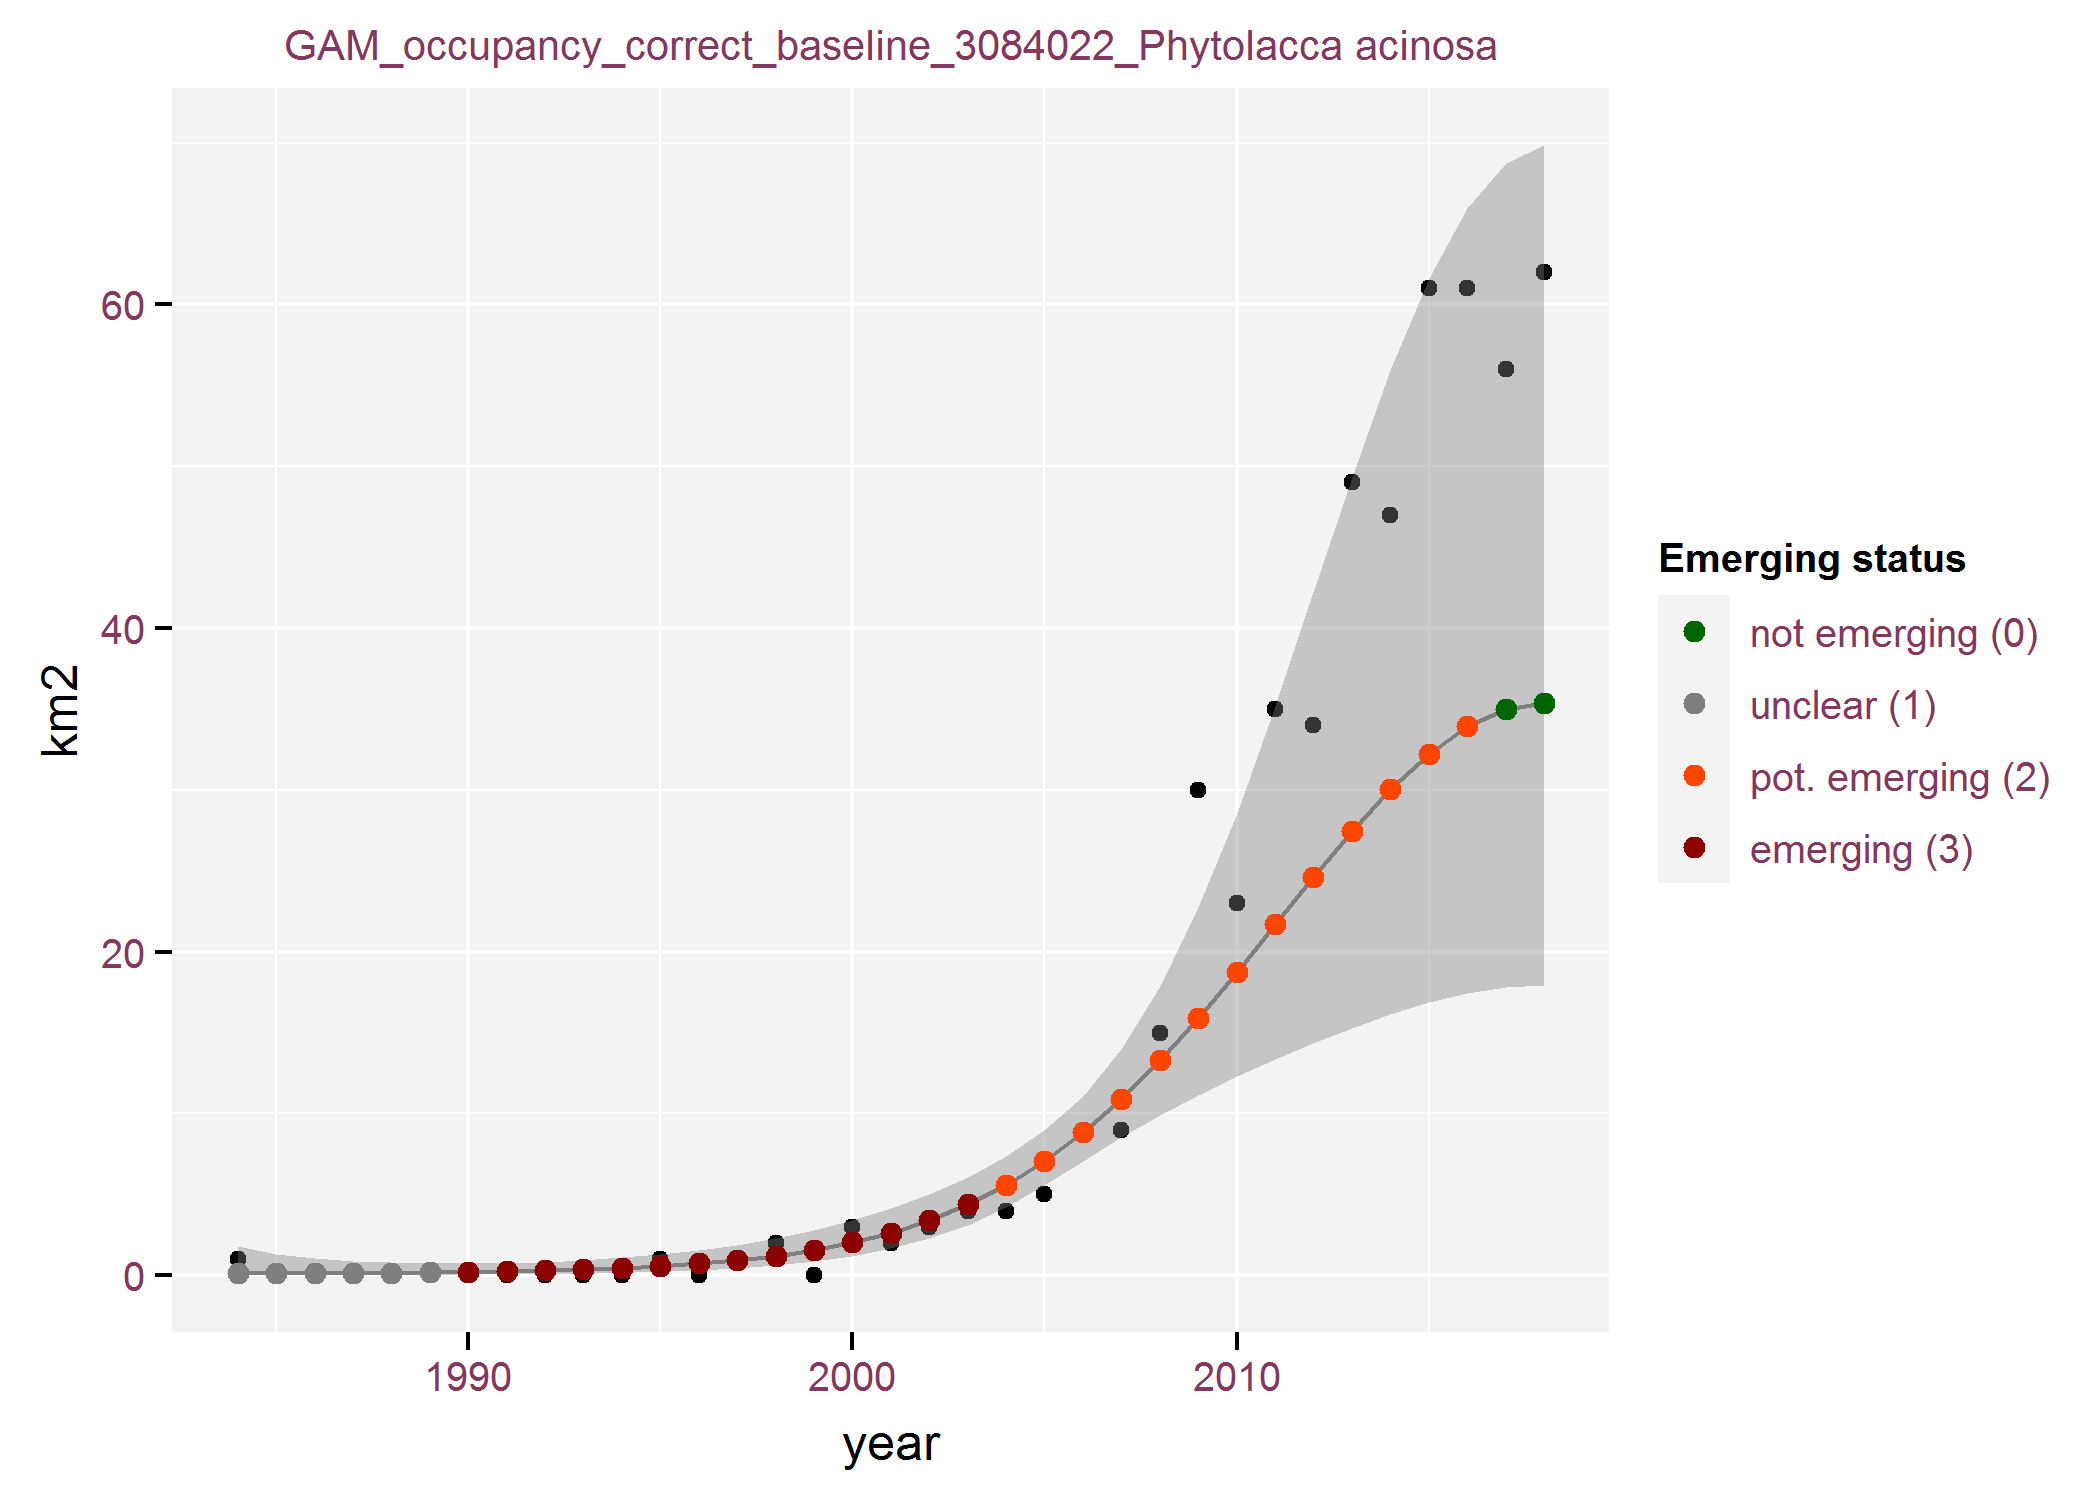 GAM_occupancy_correct_baseline_3084022_Phytolacca acinosa
60
40
20
0
km2
1990
2000
2010
year
Emerging status
not emerging (0)
unclear (1)
pot. emerging (2)
emerging (3)